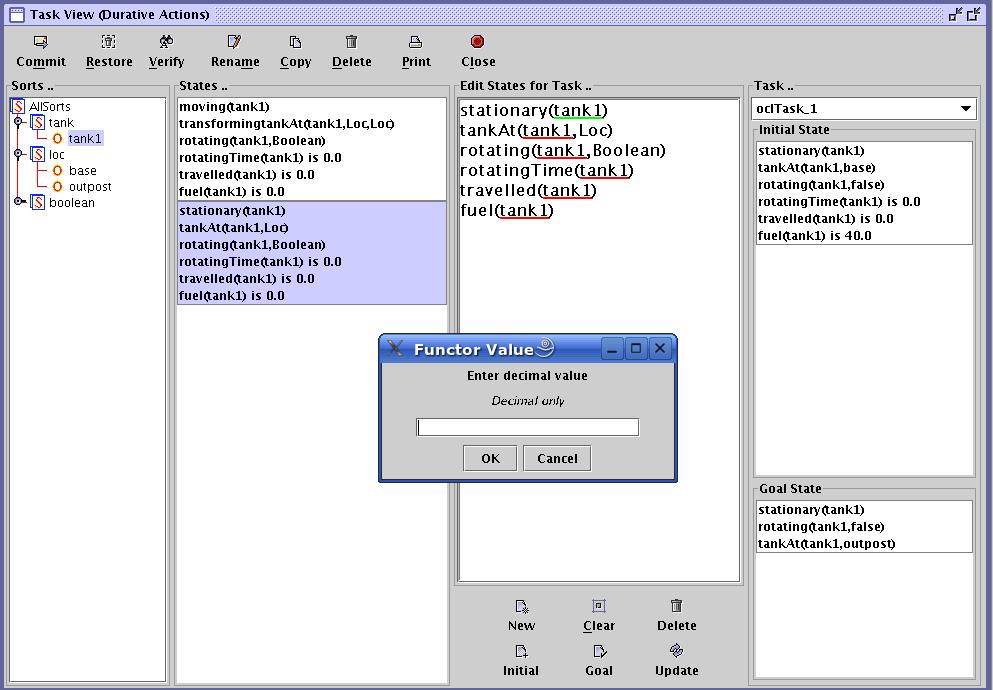 Task View (Durative Actions)
Commit Restore Verify Rename Copy Delete Print Close
Sorts ..
AllSorts
tank
tank1
loc
base
outpost
boolean
States ..
moving(tank1)
transformingtankAt(tank1,Loc,Loc)
rotating(tank1,Boolean)
rotatingTime(tank1) is 0.0
travelled(tank1) is 0.0
fuel(tank1) is 0.0
stationary(tank1)
tankAt(tank1,Loc)
rotating(tank1,Boolean)
rotatingTime(tank1) is 0.0
travelled(tank1) is 0.0
fuel(tank1) is 0.0
Edit States for Task ..
stationary(tank1)
tankAt(tank1,Loc)
rotating(tank1,Boolean)
rotatingTime(tank1)
travelled(tank1)
fuel(tank1)
Functor Value
Enter decimal value
Decimal only
OK Cancel
New Clear Delete
Initial Goal Update
Task ..
oclTask_1
Initial State
stationary(tank1)
tankAt(tank1,base)
rotating(tank1,false)
rotatingTime(tank1) is 0.0
travelled(tank1) is 0.0
fuel(tank1) is 40.0
Goal State
stationary(tank1)
rotating(tank1,false)
tankAt(tank1,outpost)